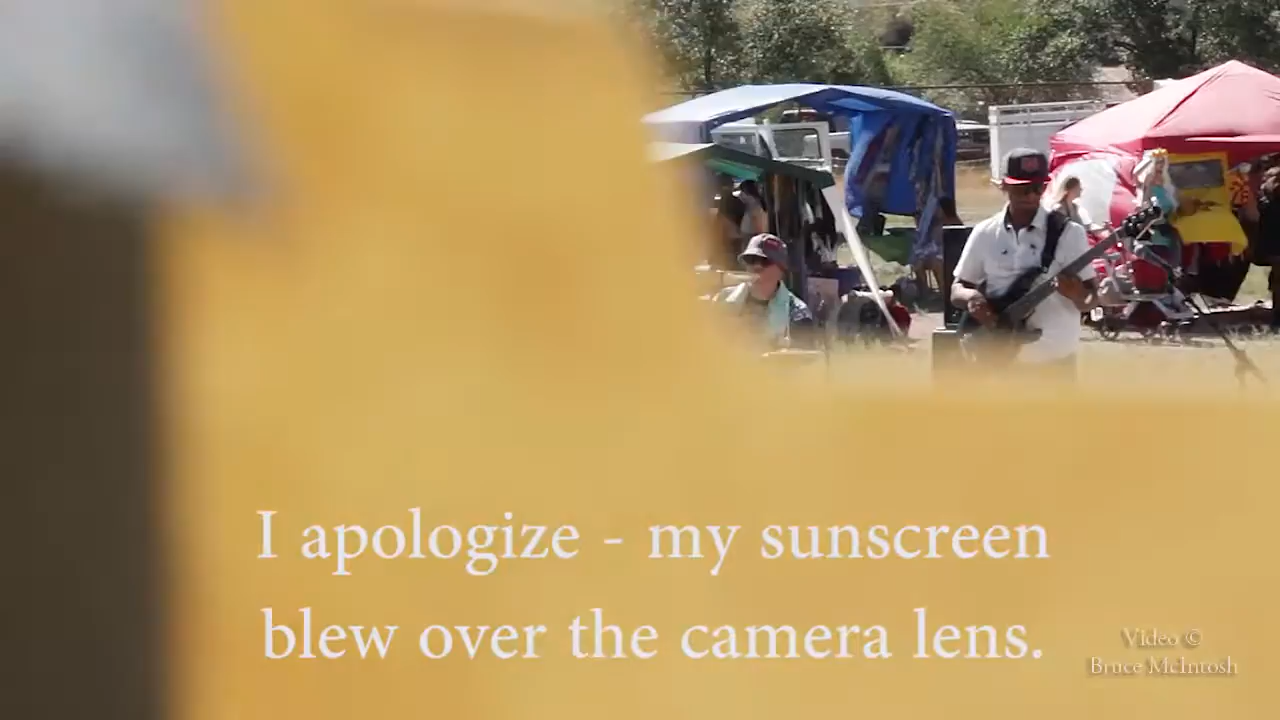 I apologize - my sunscreen
blew over the camera lens.
Video ©
Bruce McIntosh